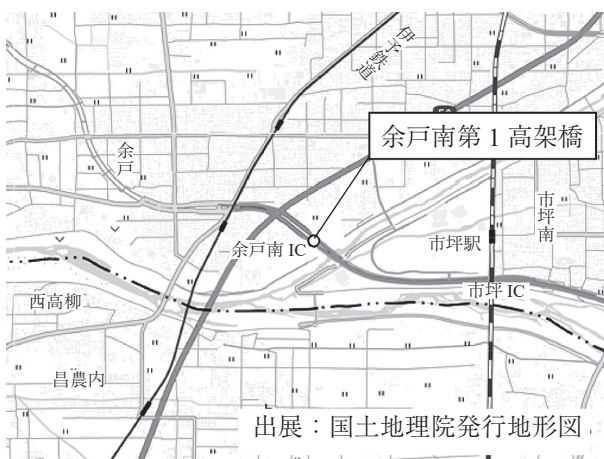 伊予鉄道
56
余戸南第1高架橋
余戸
市坪南
余戸南IC
市坪駅
西高柳
市坪IC
昌農内
出展：国土地理院発行地形図